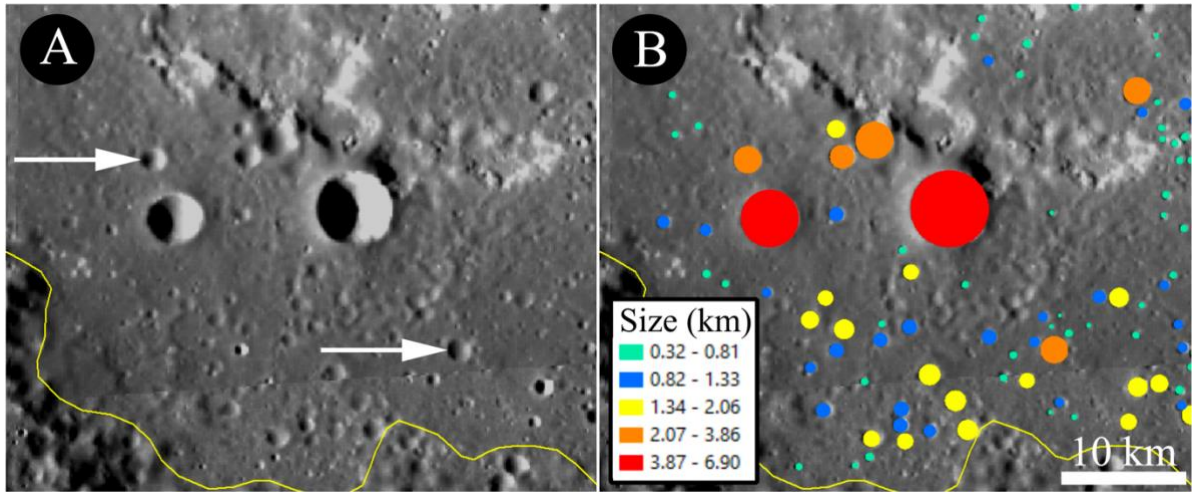 A
B
Size (km)
0.32 - 0.81
0.82 - 1.33
1.34 - 2.06
2.07 - 3.86
3.87 - 6.90
10 km